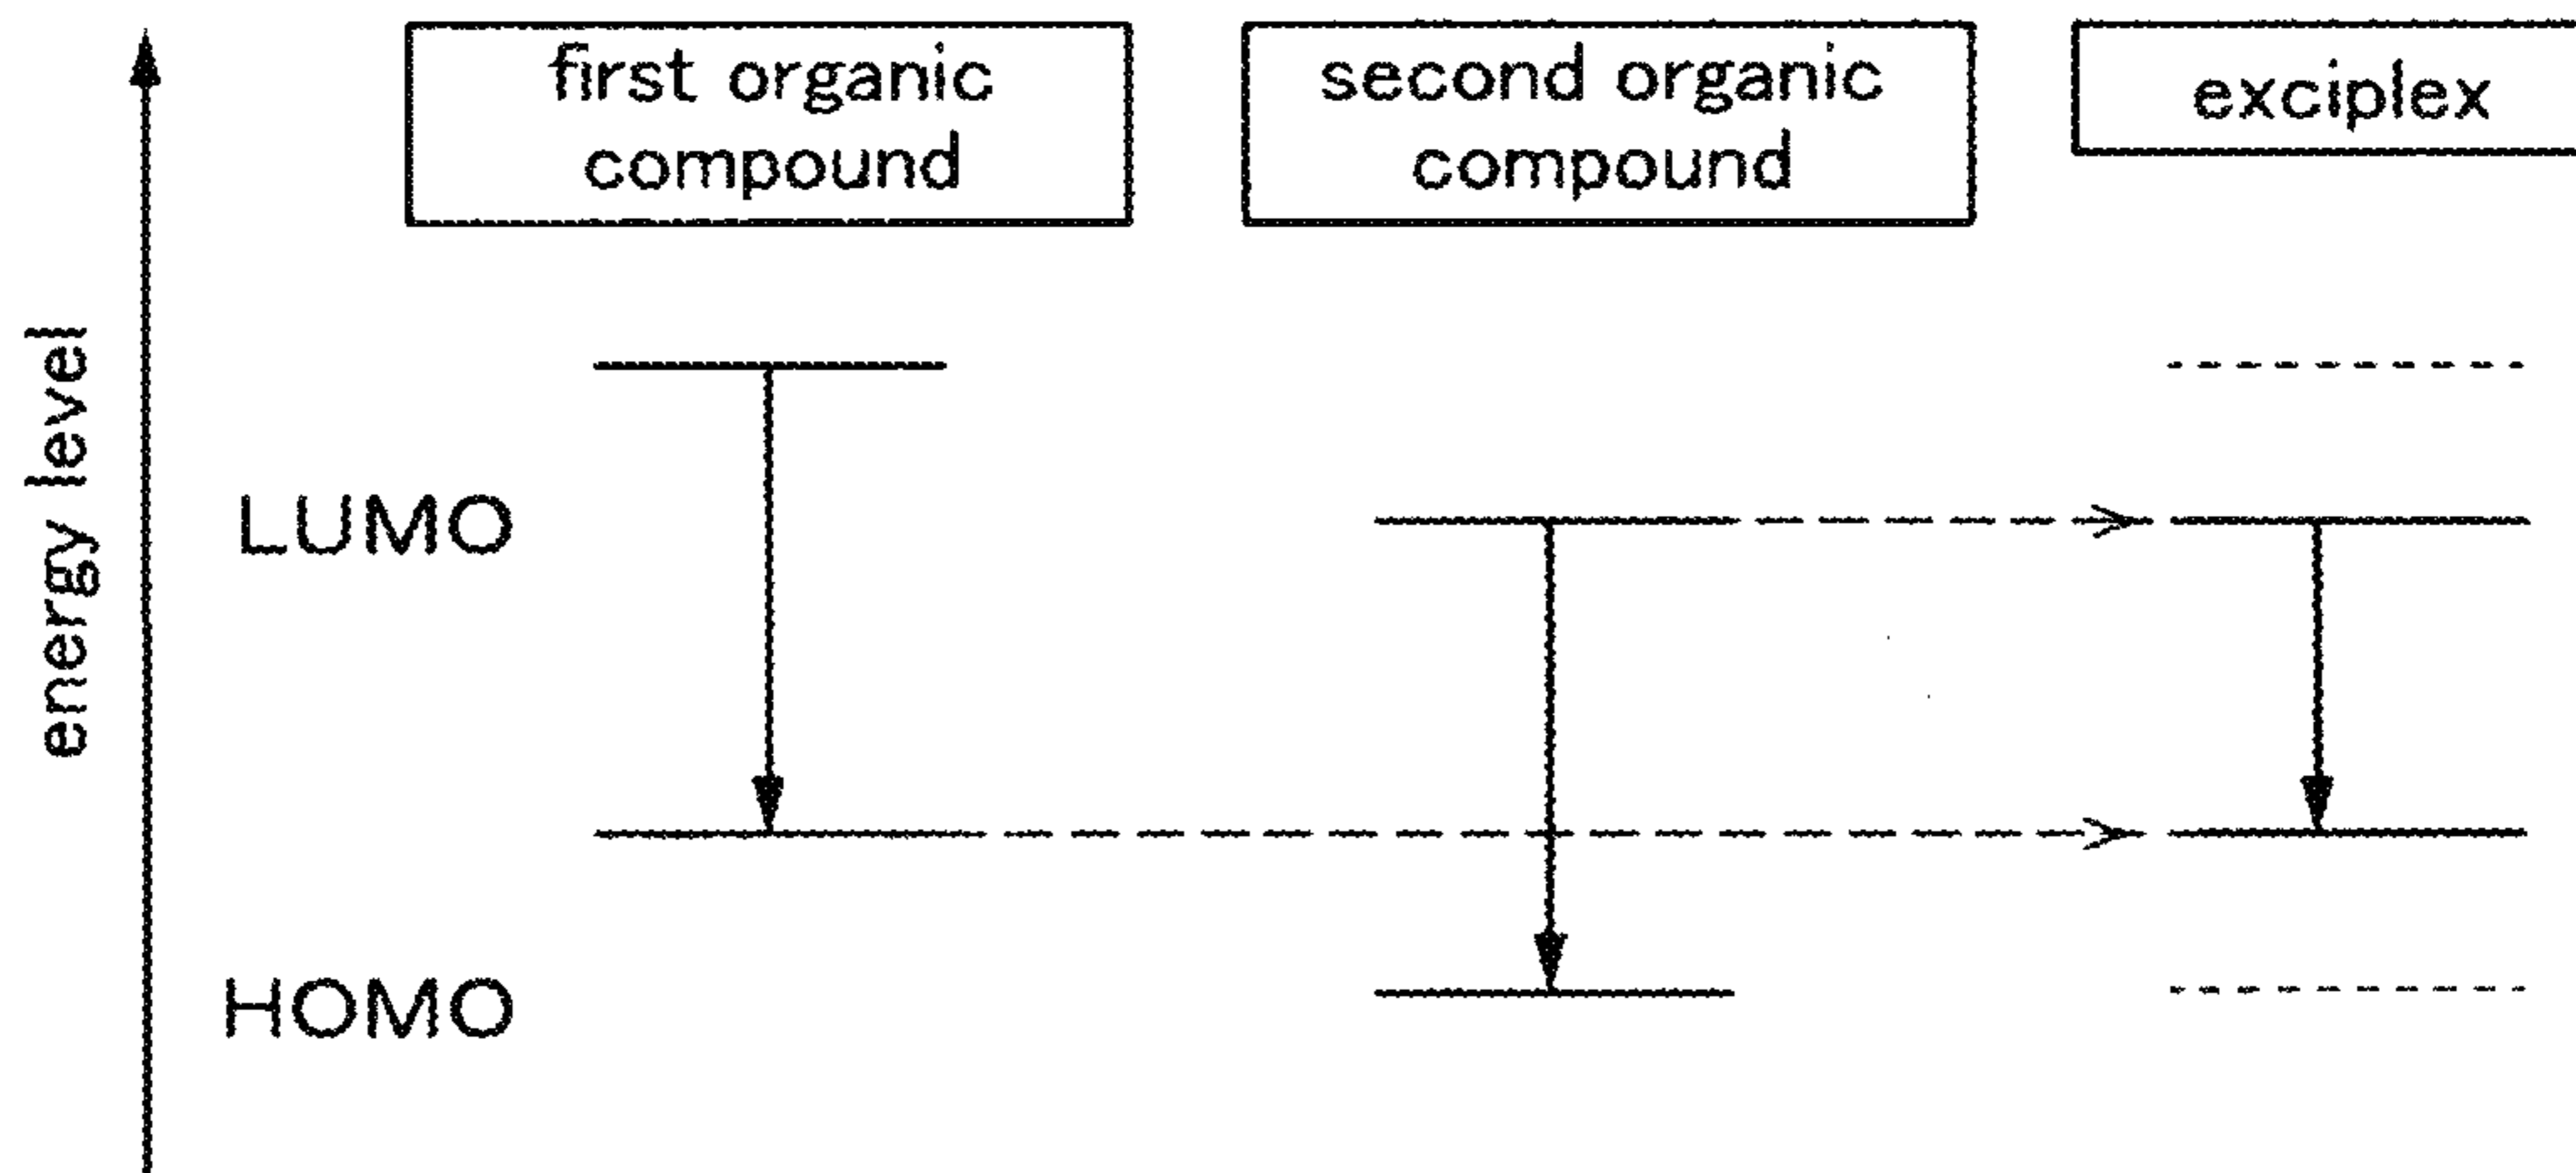 first organic
compound
second organic
compound
exciplex
energy level
LUMO
HOMO